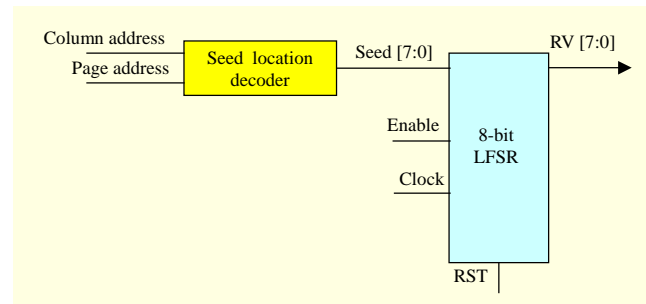 Column address
Page address
Seed location
decoder
Seed [7:0]
RV [7:0]
Enable
8-bit
LFSR
Clock
RST